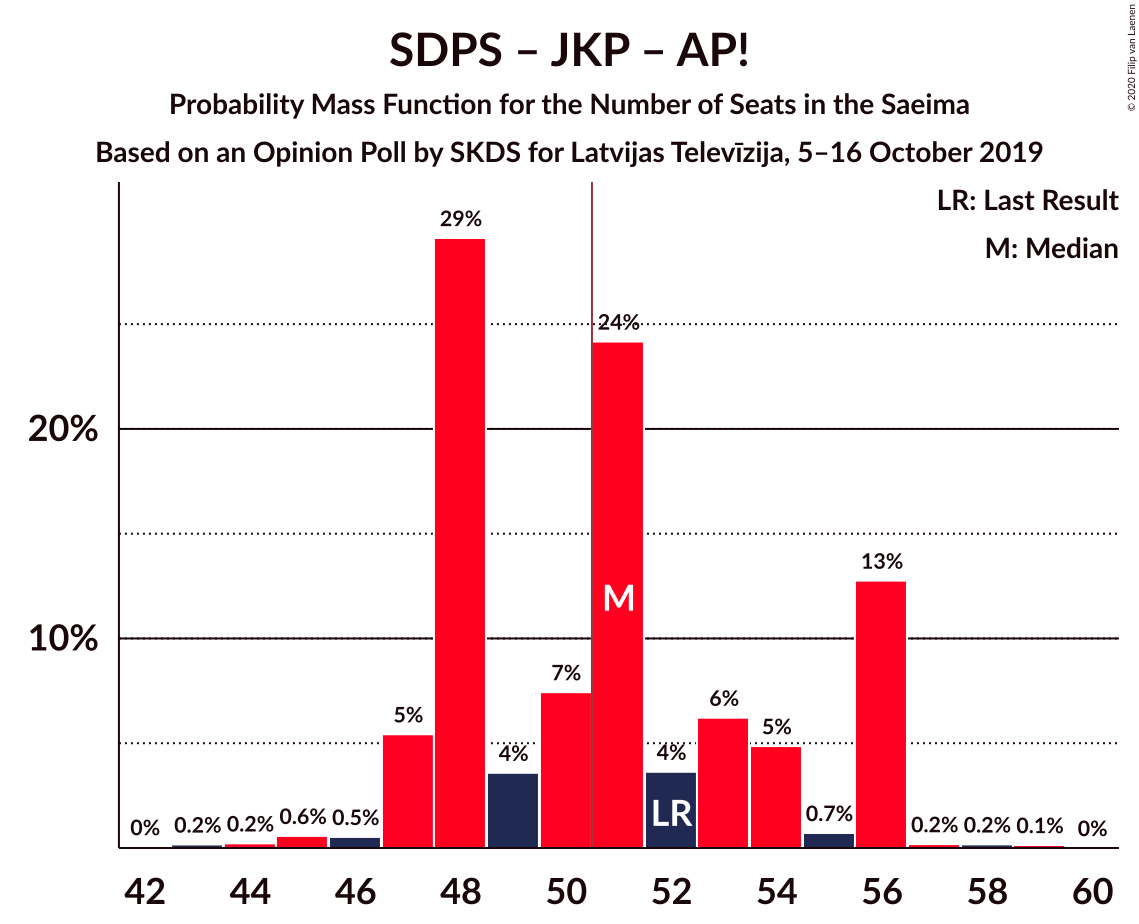 SDPS – JKP – AP!
Probability Mass Function for the Number of Seats in the Saeima
Based on an Opinion Poll by SKDS for Latvijas Televīzija, 5–16 October 2019
© 2020 Filip van Laenen
LR: Last Result
M: Median
20%
10%
0%
0.2%
0.2%
0.6%
0.5%
5%
29%
4%
7%
24%
4%
6%
5%
0.7%
13%
0.2%
0.2%
0.1%
0%
M
LR
42 44 46 48 50 52 54 56 58 60